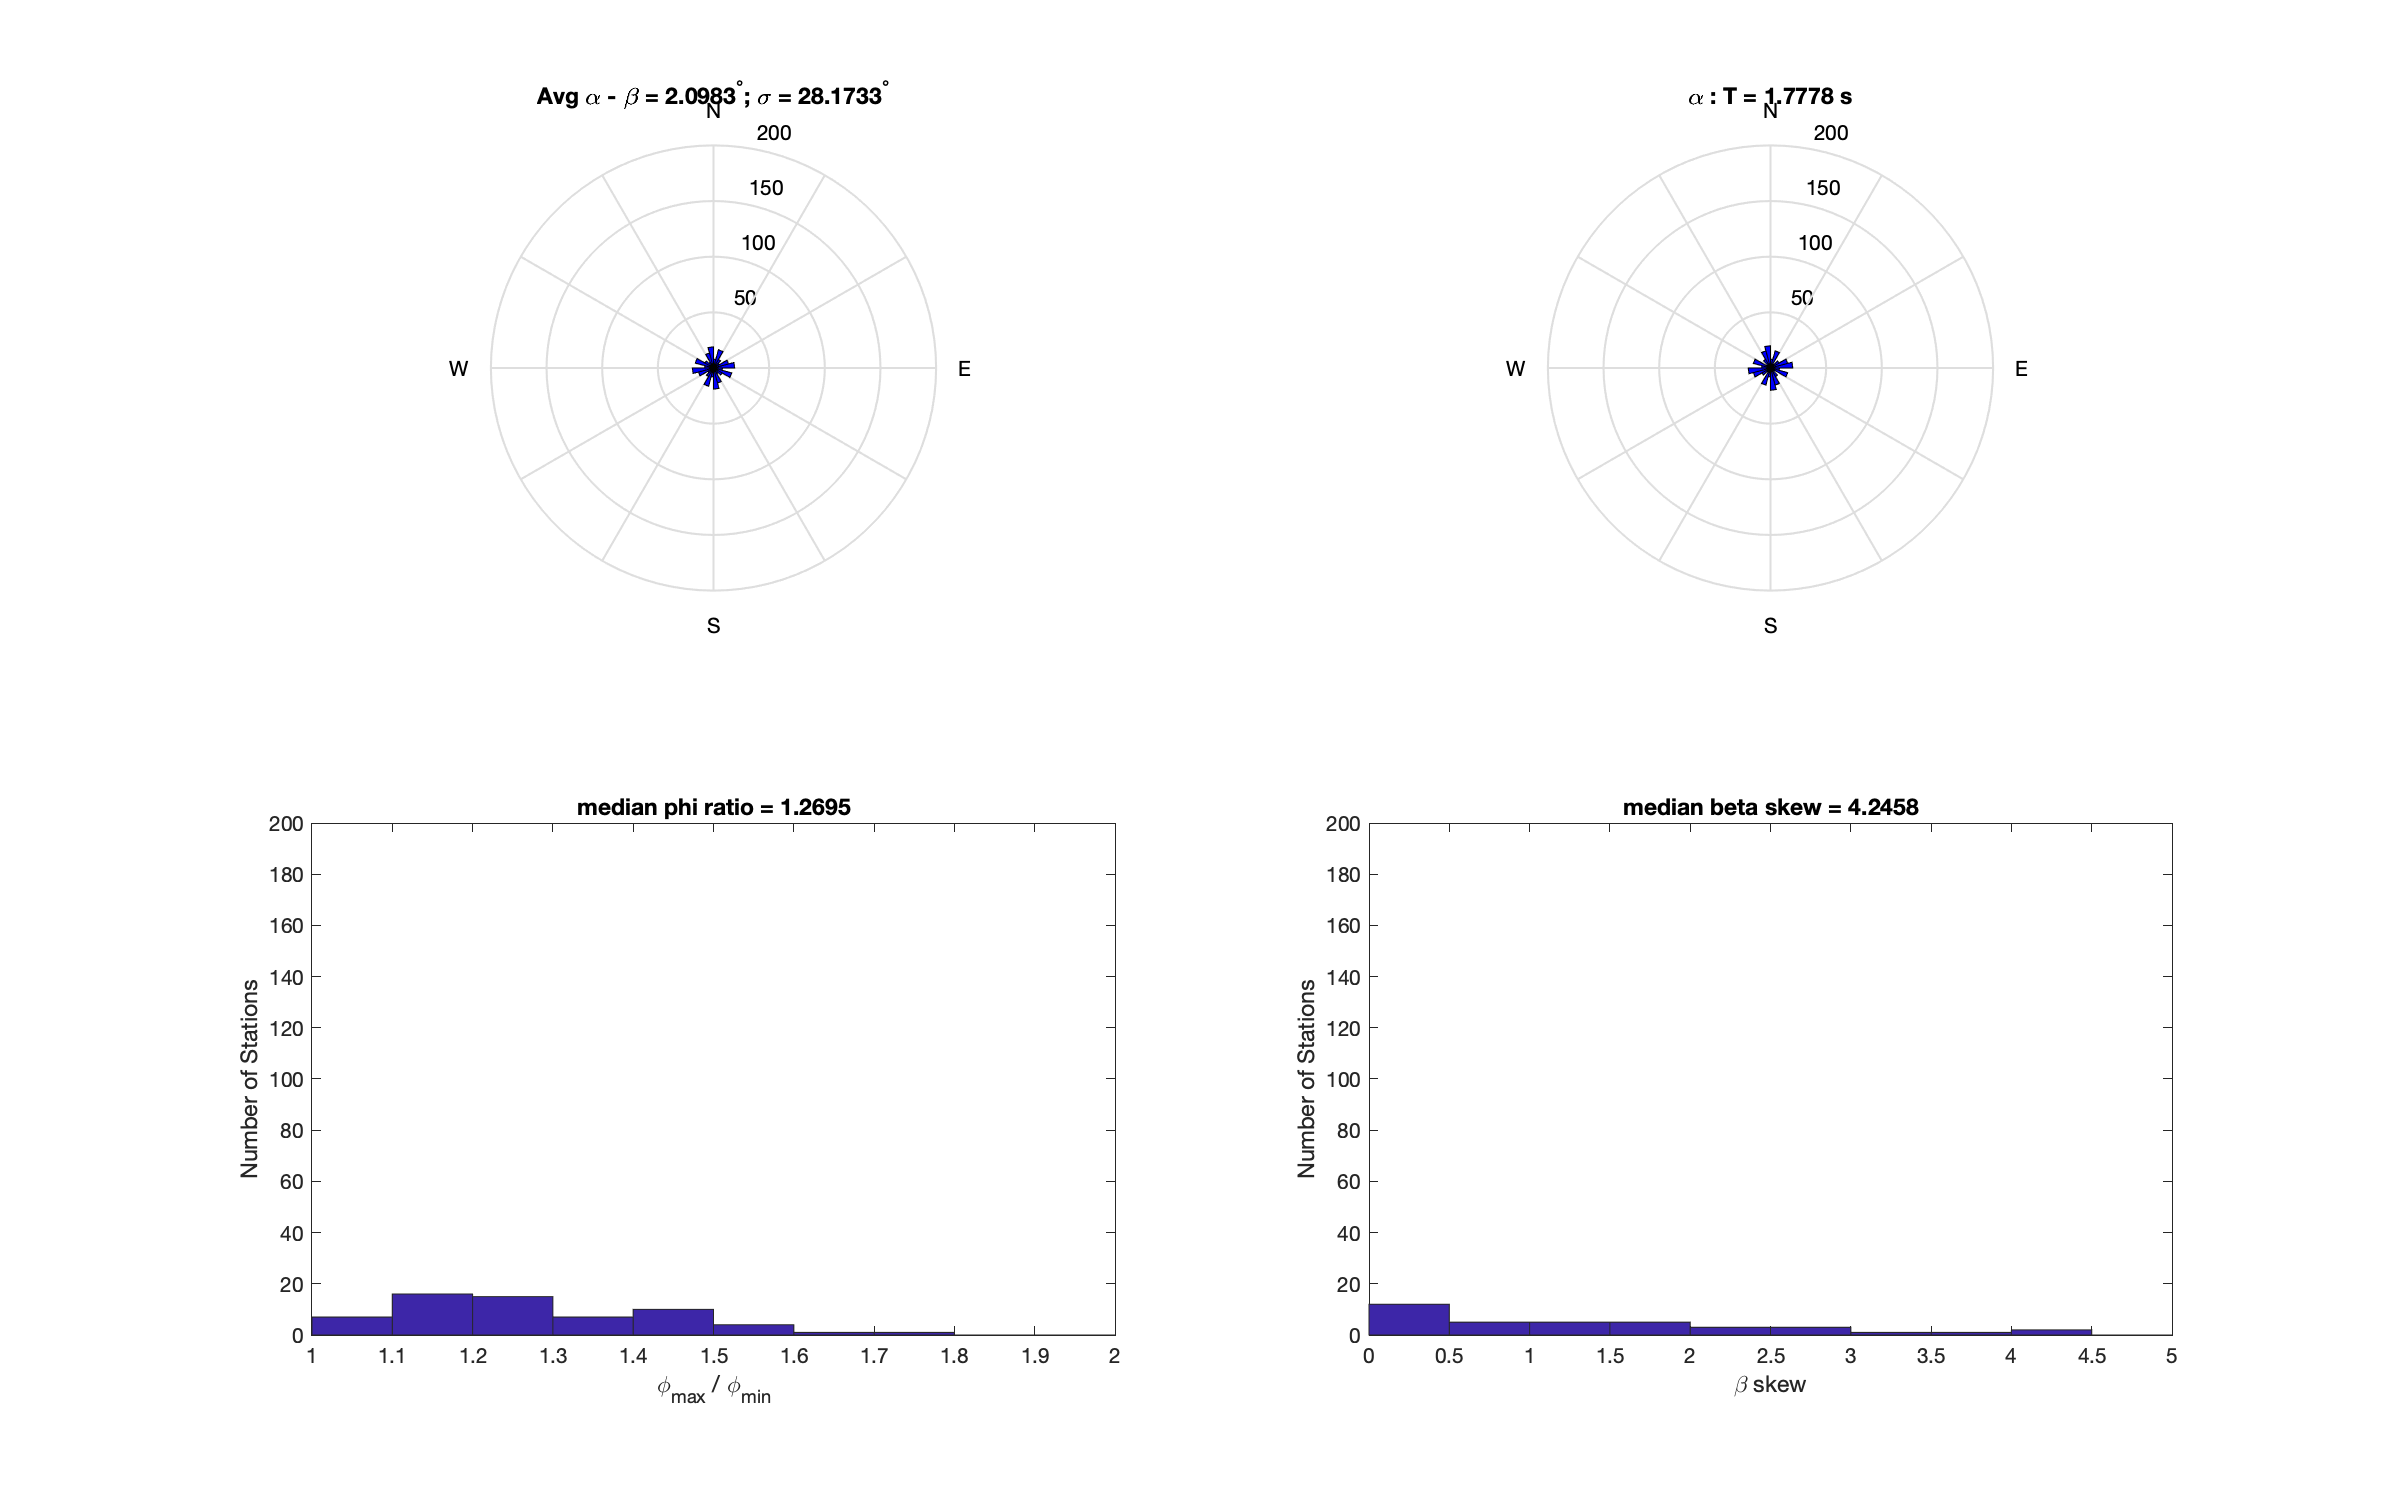 Avg α - β = 2.0983°; σ = 28.1733°
N
200
150
100
50
W
E
S
α : T = 1.7778 s
N
200
150
100
50
W
E
S
median phi ratio = 1.2695
200
180
160
140
120
100
80
60
40
20
0
Number of Stations
1 1.1 1.2 1.3 1.4 1.5 1.6 1.7 1.8 1.9 2
ϕmax / ϕmin
median beta skew = 4.2458
200
180
160
140
120
100
80
60
40
20
0
Number of Stations
0 0.5 1 1.5 2 2.5 3 3.5 4 4.5 5
β skew